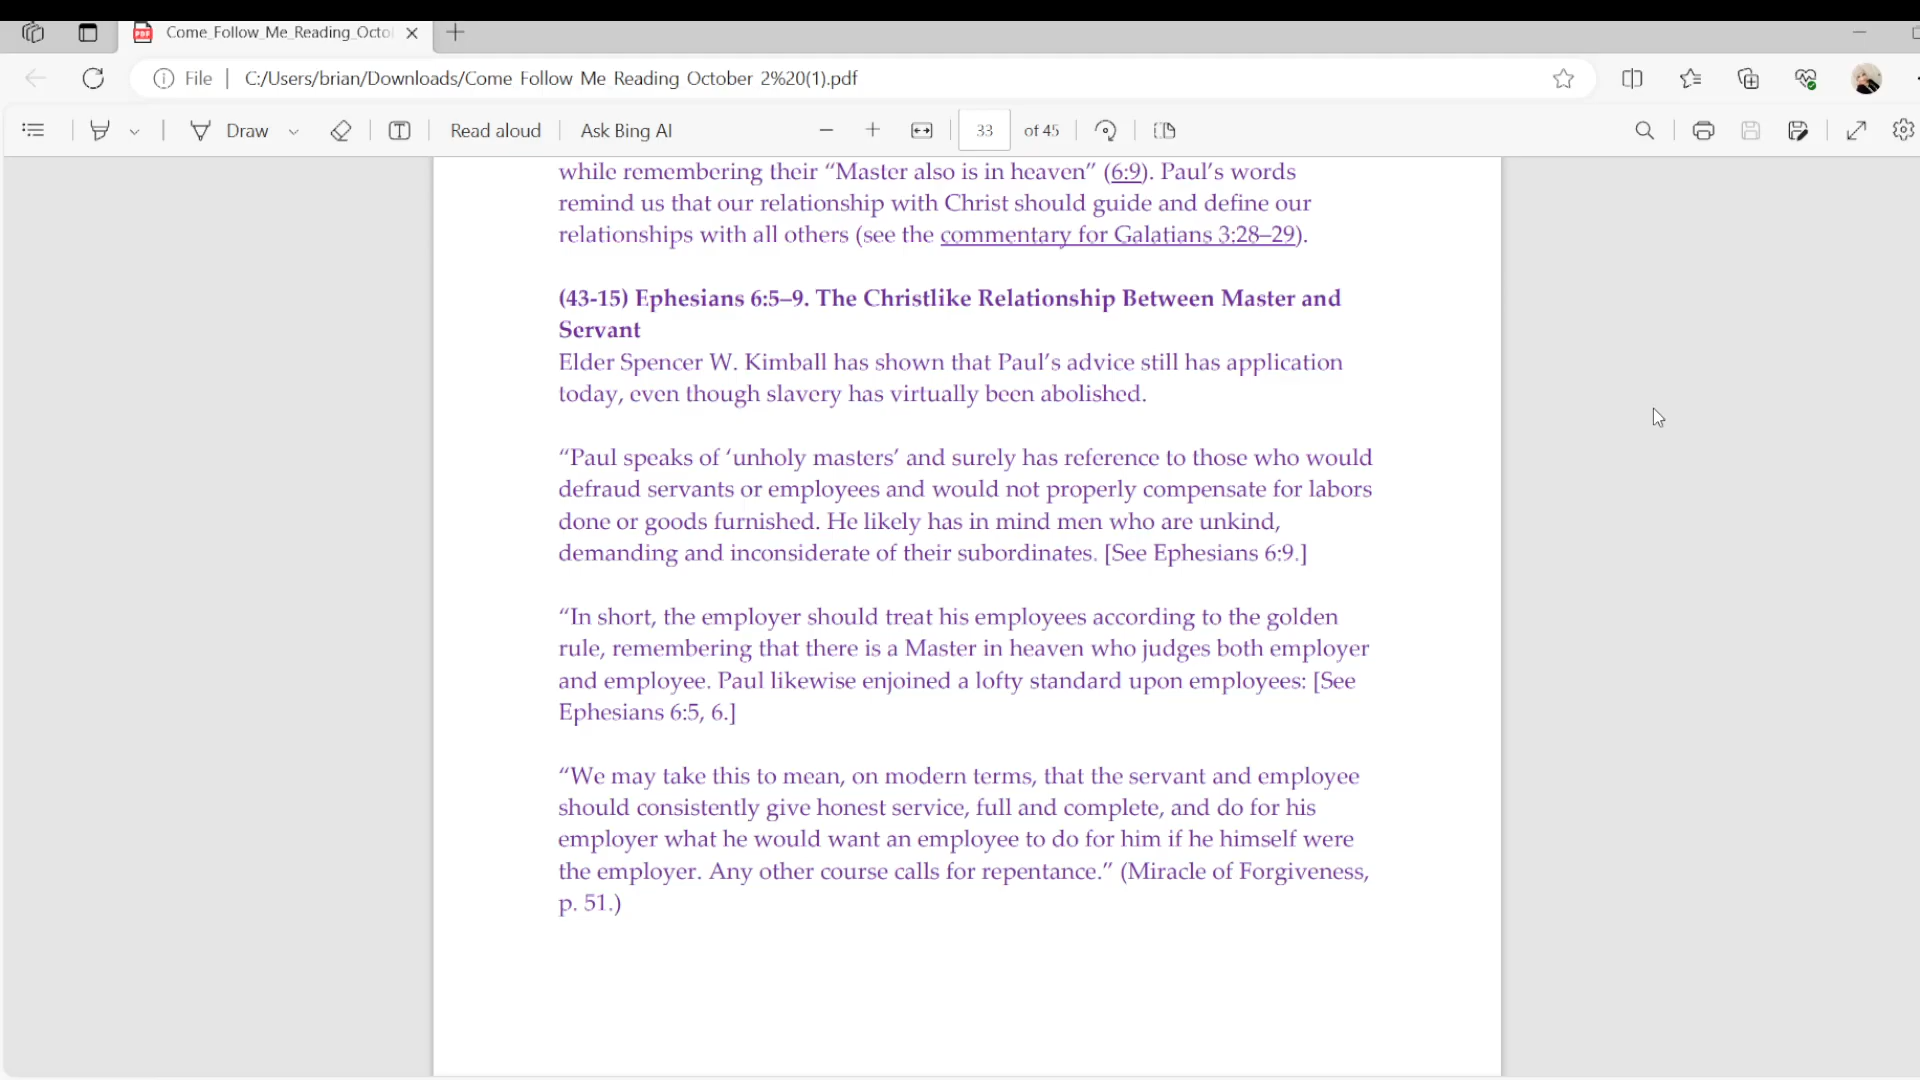 Come_Follow_Me_Reading_Octo
File | C:/Users/brian/Downloads/Come Follow Me Reading October 2%20(1).pdf
Draw Read aloud Ask Bing AI 33 of 45
while remembering their “Master also is in heaven” (6:9). Paul’s words
remind us that our relationship with Christ should guide and define our
relationships with all others (see the commentary for Galatians 3:28–29).
(43-15) Ephesians 6:5–9. The Christlike Relationship Between Master and
Servant
Elder Spencer W. Kimball has shown that Paul’s advice still has application
today, even though slavery has virtually been abolished.
“Paul speaks of ‘unholy masters’ and surely has reference to those who would
defraud servants or employees and would not properly compensate for labors
done or goods furnished. He likely has in mind men who are unkind,
demanding and inconsiderate of their subordinates. [See Ephesians 6:9.]
“In short, the employer should treat his employees according to the golden
rule, remembering that there is a Master in heaven who judges both employer
and employee. Paul likewise enjoined a lofty standard upon employees: [See
Ephesians 6:5, 6.]
“We may take this to mean, on modern terms, that the servant and employee
should consistently give honest service, full and complete, and do for his
employer what he would want an employee to do for him if he himself were
the employer. Any other course calls for repentance.” (Miracle of Forgiveness,
p. 51.)